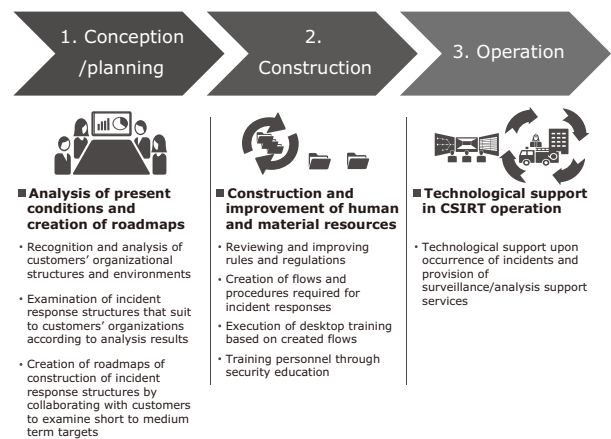 1. Conception
/planning
2.
Construction
3. Operation
■Analysis of present
conditions and
creation of roadmaps
・Recognition and analysis of
customers’ organizational
structures and environments
・Examination of incident
response structures that suit
to customers’ organizations
according to analysis results
・Creation of roadmaps of
construction of incident
response structures by
collaborating with customers
to examine short to medium
term targets
■Construction and
improvement of human
and material resources
・Reviewing and improving
rules and regulations
・Creation of flows and
procedures required for
incident responses
・Execution of desktop training
based on created flows
・Training personnel through
security education
■Technological support
in CSIRT operation
・Technological support upon
occurrence of incidents and
provision of
surveillance/analysis support
services